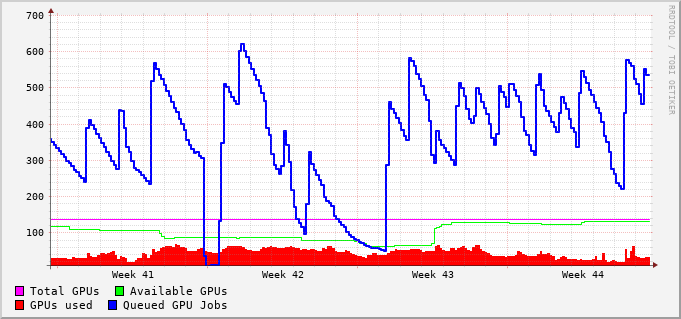 700
600
500
400
300
200
100
Week 41 Week 42 Week 43 Week 44
Total GPUs Available GPUs
GPUs used Queued GPU Jobs
RRDTOOL / TOBI OETIKER